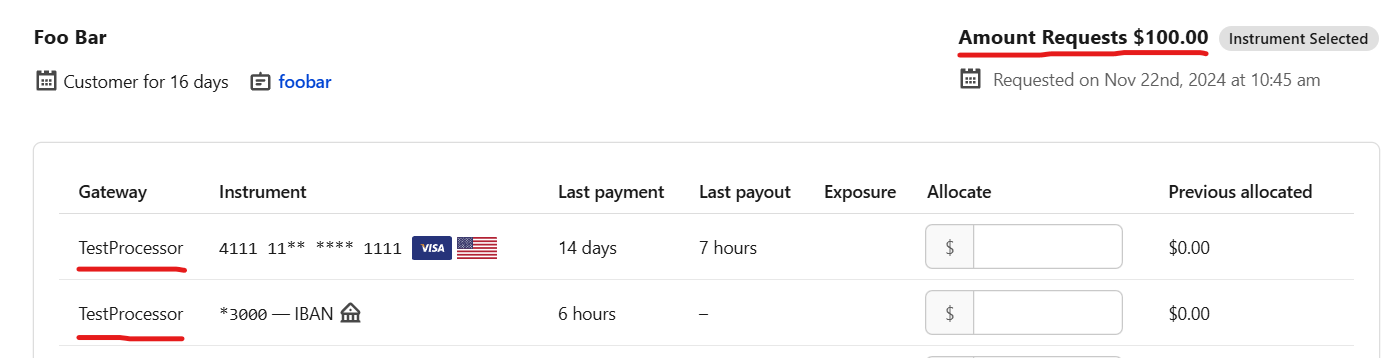 Foo Bar
Amount Requests $100.00 Instrument Selected
Customer for 16 days foobar
Requested on Nov 22nd, 2024 at 10:45 am
Gateway Instrument Last payment Last payout Exposure Allocate Previous allocated
TestProcessor 4111 11** **** 1111 VISA 14 days 7 hours $ $0.00
TestProcessor *3000 — IBAN 6 hours – $ $0.00